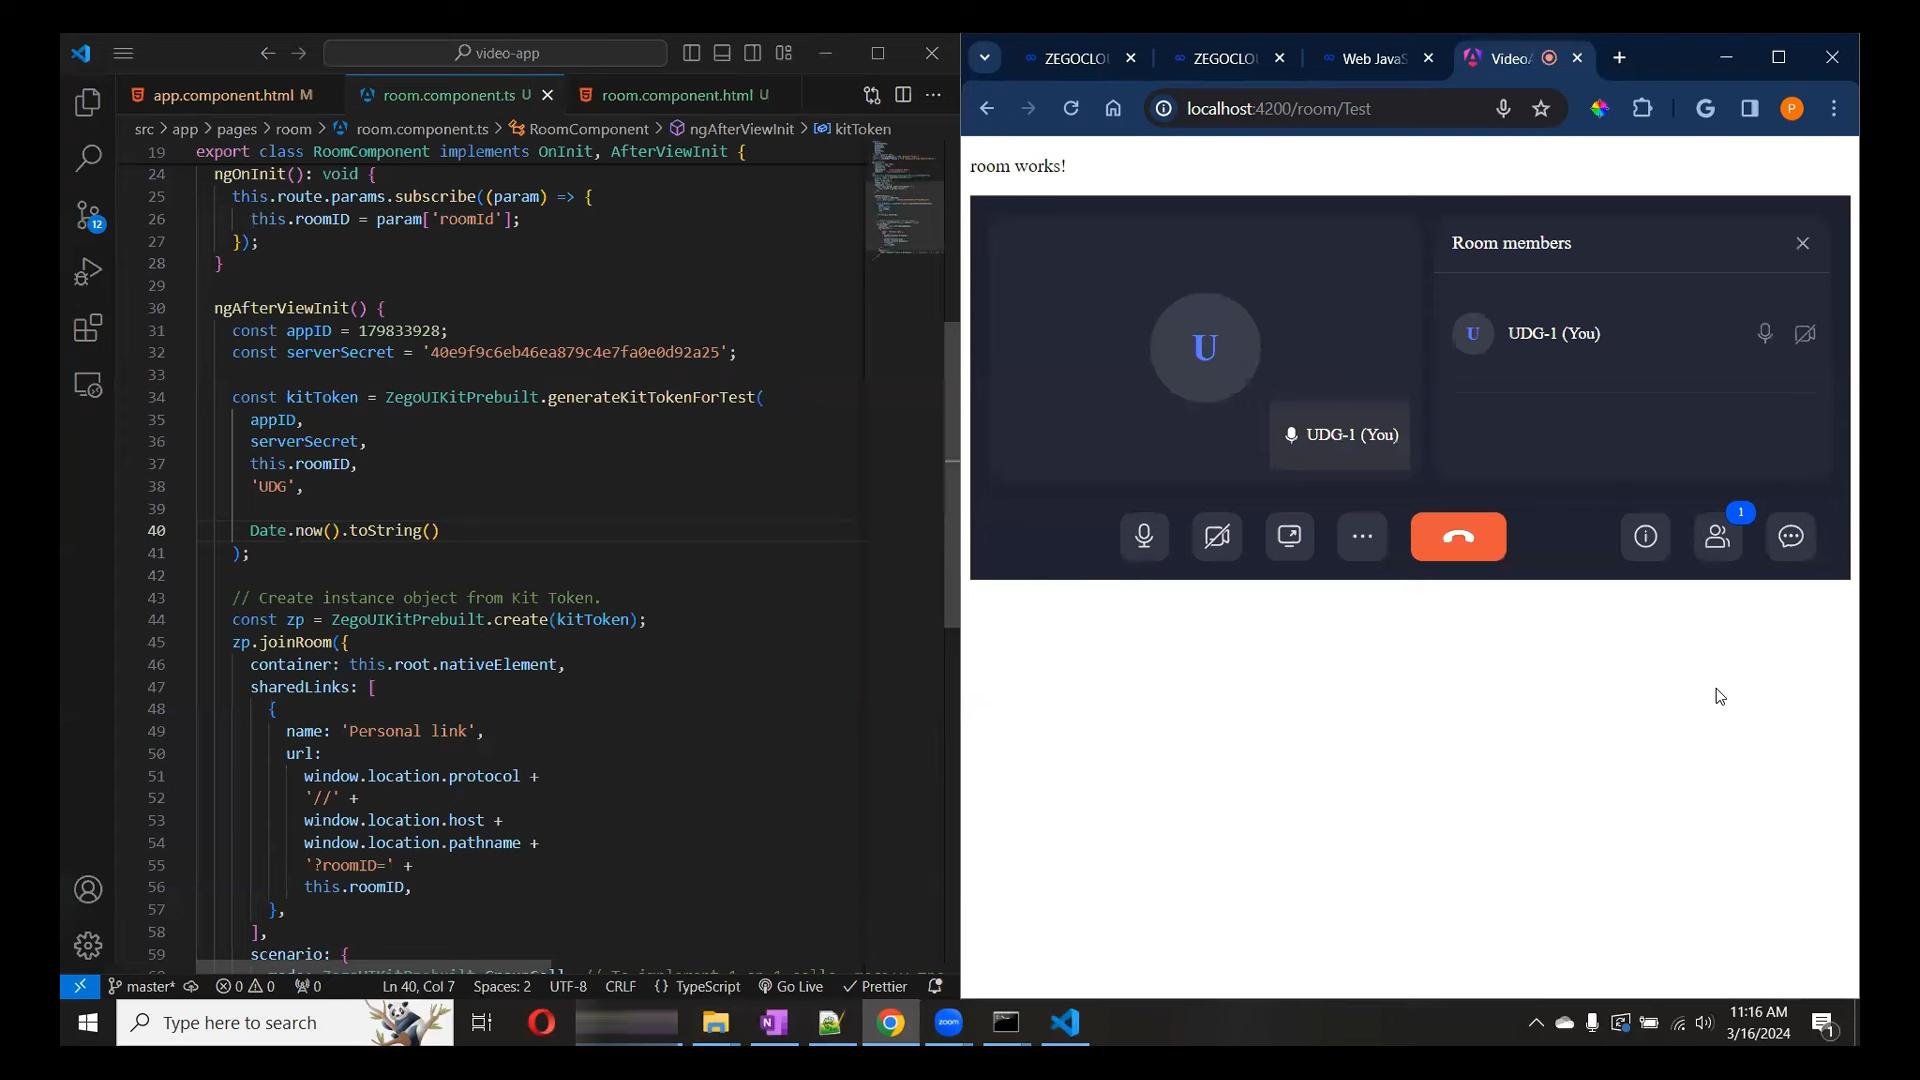 video-app
app.component.html M
room.component.ts U
room.component.html U
src > app > pages > room > room.component.ts > RoomComponent > ngAfterViewInit > kitToken
19 export class RoomComponent implements OnInit, AfterViewInit {
24 ngOnInit(): void {
25 this.route.params.subscribe((param) => {
26 this.roomID = param['roomId'];
27 });
28 }
29
30 ngAfterViewInit() {
31 const appID = 179833928;
32 const serverSecret = '40e9f9c6eb46ea879c4e7fa0e0d92a25';
33
34 const kitToken = ZegoUIKitPrebuilt.generateKitTokenForTest(
35 appID,
36 serverSecret,
37 this.roomID,
38 'UDG',
39
40 Date.now().toString()
41 );
42
43 // Create instance object from Kit Token.
44 const zp = ZegoUIKitPrebuilt.create(kitToken);
45 zp.joinRoom({
46 container: this.root.nativeElement,
47 sharedLinks: [
48 {
49 name: 'Personal link',
50 url:
51 window.location.protocol +
52 '//' +
53 window.location.host +
54 window.location.pathname +
55 '?roomID=' +
56 this.roomID,
57 },
58 ],
59 scenario: {
12
master*
0 0
0
Ln 40, Col 7
Spaces: 2
UTF-8
CRLF
{} TypeScript
Go Live
Prettier
ZEGOCLOU
ZEGOCLOU
Web JavaS
Video
localhost:4200/room/Test
P
room works!
U
UDG-1 (You)
Room members
U
UDG-1 (You)
1
Type here to search
zoom
11:16 AM
3/16/2024
1